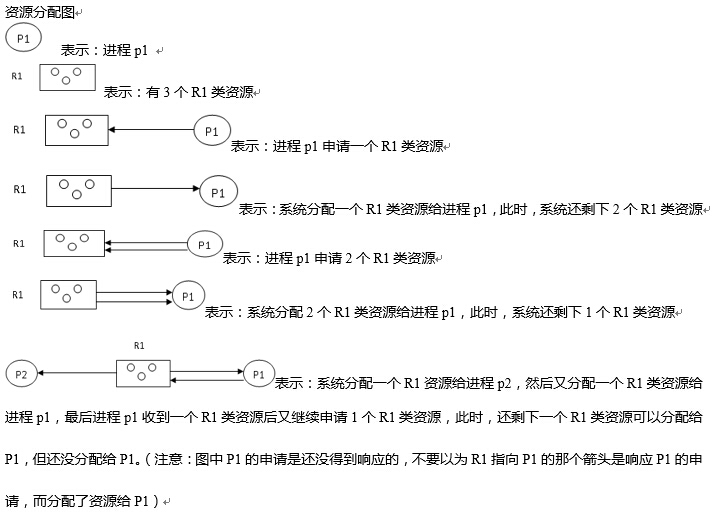 资源分配图
P1 表示：进程 p1
R1 表示：有 3 个 R1 类资源
R1 P1 表示：进程 p1 申请一个 R1 类资源
R1 P1 表示：系统分配一个 R1 类资源给进程 p1，此时，系统还剩下 2 个 R1 类资源
R1 P1 表示：进程 p1 申请 2 个 R1 类资源
R1 P1 表示：系统分配 2 个 R1 类资源给进程 p1，此时，系统还剩下 1 个 R1 类资源
R1
P2 P1 表示：系统分配一个 R1 资源给进程 p2，然后又分配一个 R1 类资源给
进程 p1，最后进程 p1 收到一个 R1 类资源后又继续申请 1 个 R1 类资源，此时，还剩下一个 R1 类资源可以分配给
P1，但还没分配给 P1。（注意：图中 P1 的申请是还没得到响应的，不要以为 R1 指向 P1 的那个箭头是响应 P1 的申
请，而分配了资源给 P1）